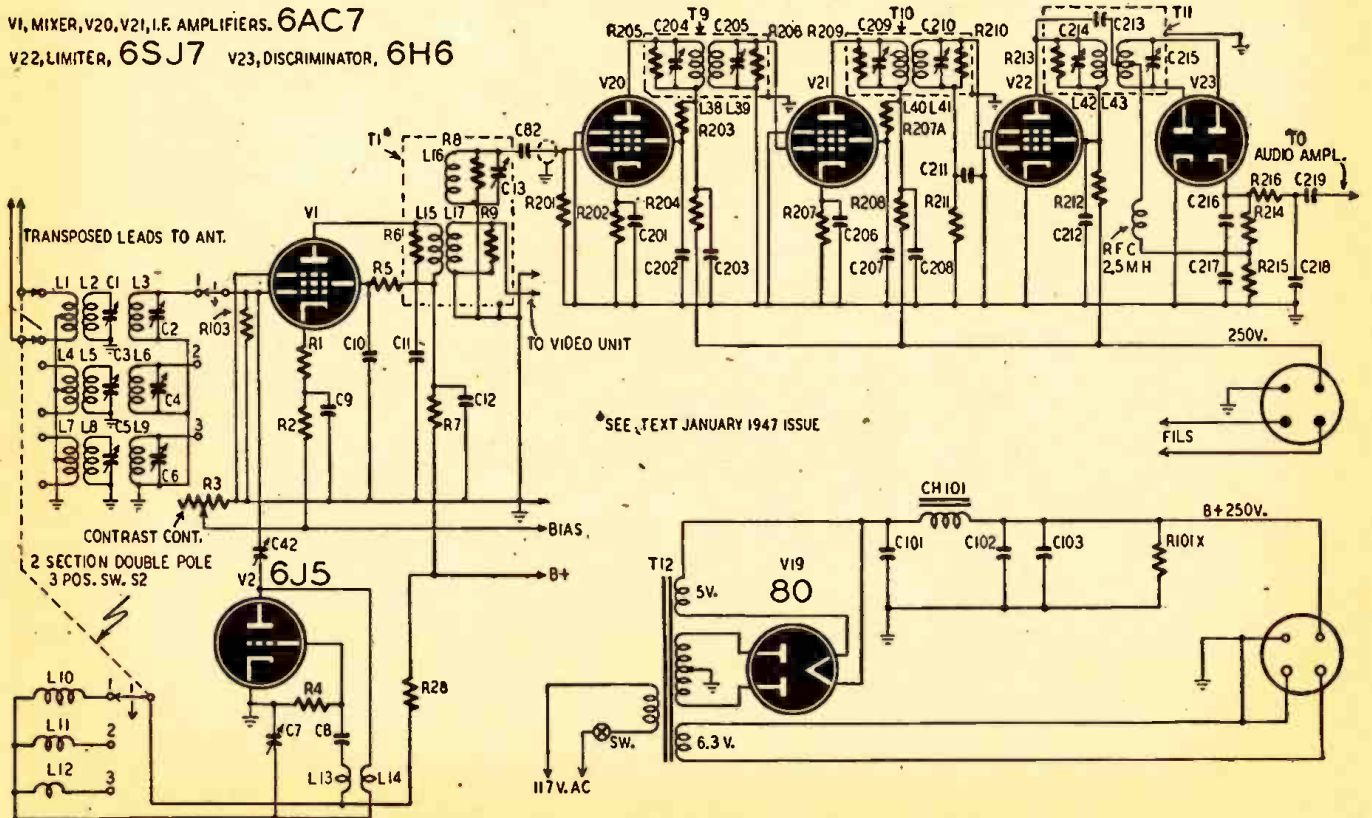 V1, MIXER, V20, V21, I.F. AMPLIFIERS. 6AC7
V22, LIMITER, 6SJ7 V23, DISCRIMINATOR, 6H6
T9
C204 C205
R205 R206
V20
L38 L39
R203
T10
C209 C210
R209 R210
V21
L40 L41
R207A
C213
T11
R213 C214 C215
V22
L42 L43
V23
TO
AUDIO AMPL.
R216 C219
C216 R214
C217 R215 C218
R212
C212
RFC
2.5 MH
C211
R211
R207 R208
C206
C207 C208
R201 R202 R204
C201
C202 C203
T1*
R8
L16
C82
C13
L15 L17 R9
R6
V1
R5
TRANSPOSED LEADS TO ANT.
L1 L2 C1 L3
C2
R103
1
L4 L5 C3 L6
2
C4
L7 L8 C5 L9
3
C6
R1
R2
C9
C10
C11
R7
C12
TO VIDEO UNIT
*SEE TEXT JANUARY 1947 ISSUE
250V.
FILS
R3
CONTRAST CONT.
BIAS
B+
2 SECTION DOUBLE POLE
3 POS. SW. S2
C42
V2 6J5
R4
C7 C8
L13 L14
R28
L10 1
L11 2
L12 3
CH101
B+250V.
C101 C102 C103
R101X
T12
5V.
V19
80
SW.
6.3 V.
117V. AC